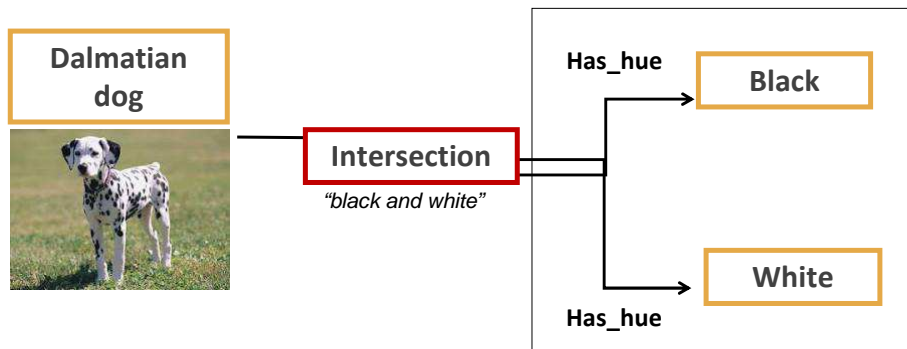 Dalmatian
dog
Intersection
“black and white”
Has_hue
Black
White
Has_hue